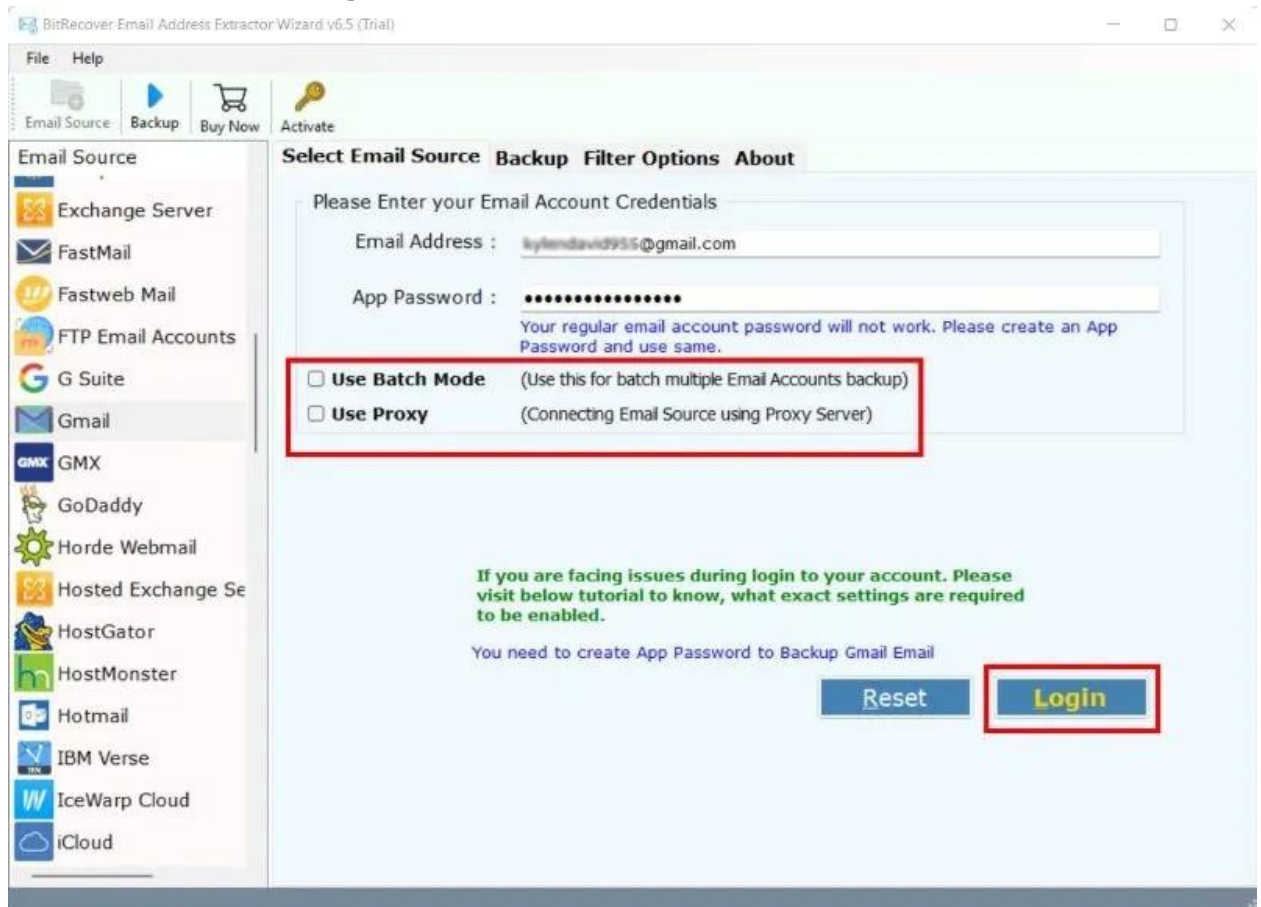 BitRecover Email Address Extractor Wizard v6.5 (Trial)
File Help
Email Source Backup Buy Now Activate
Email Source
Exchange Server
FastMail
Fastweb Mail
FTP Email Accounts
G Suite
Gmail
GMX
GoDaddy
Horde Webmail
Hosted Exchange Se
HostGator
HostMonster
Hotmail
IBM Verse
IceWarp Cloud
iCloud
Select Email Source Backup Filter Options About
Please Enter your Email Account Credentials
Email Address : @gmail.com
App Password : ••••••••••••••••
Your regular email account password will not work. Please create an App
Password and use same.
Use Batch Mode (Use this for batch multiple Email Accounts backup)
Use Proxy (Connecting Email Source using Proxy Server)
If you are facing issues during login to your account. Please
visit below tutorial to know, what exact settings are required
to be enabled.
You need to create App Password to Backup Gmail Email
Reset Login